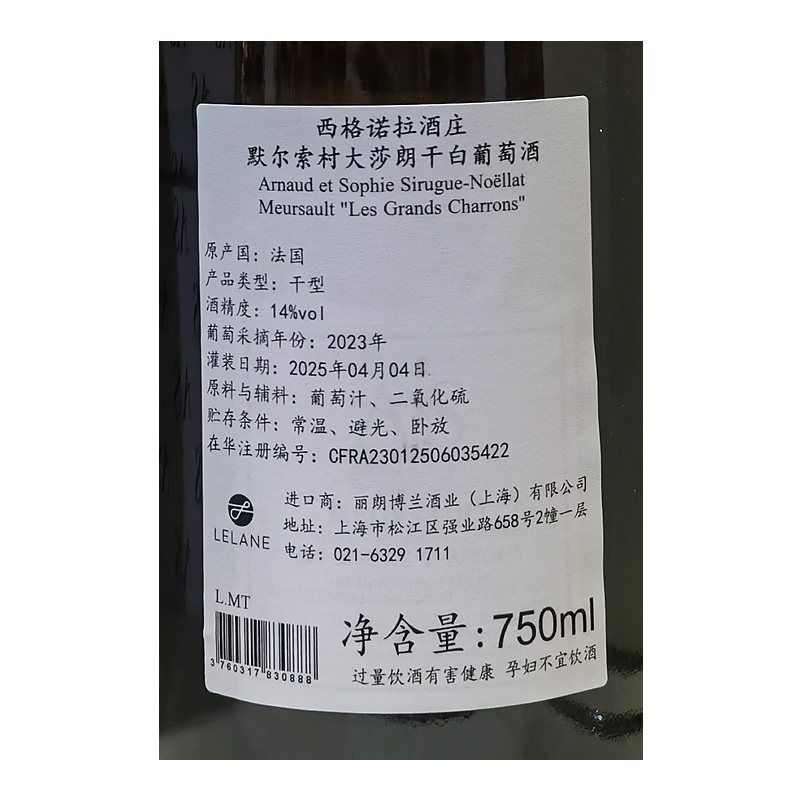 西格诺拉酒庄
默尔索村大莎朗干白葡萄酒
Arnaud et Sophie Sirugue-Noëllat
Meursault "Les Grands Charrons"
原产国：法国
产品类型：干型
酒精度：14%vol
葡萄采摘年份：2023年
灌装日期：2025年04月04日
原料与辅料：葡萄汁、二氧化硫
贮存条件：常温、避光、卧放
在华注册编号：CFRA23012506035422
LELANE
进口商：丽朗博兰酒业（上海）有限公司
地址：上海市松江区强业路658号2幢一层
电话：021-6329 1711
L.MT
3 760317 830888
净含量:750ml
过量饮酒有害健康 孕妇不宜饮酒